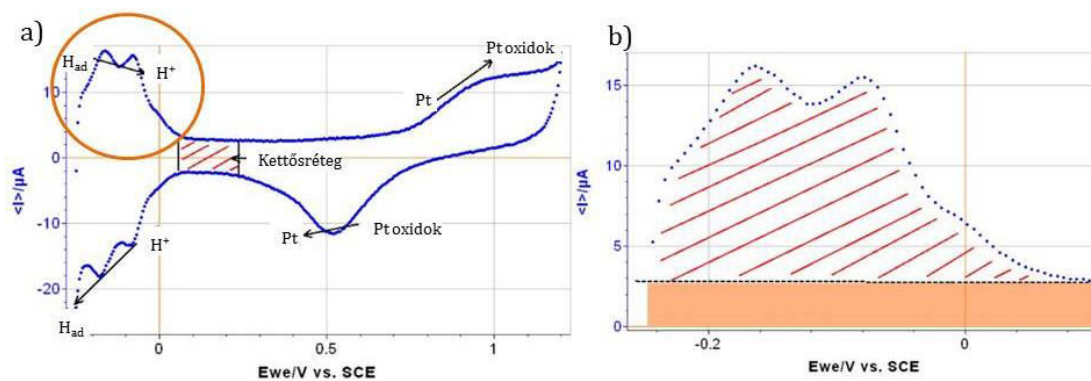 a)
H_ad
H⁺
Pt oxidok
Pt
Kettősréteg
Pt
Pt oxidok
H⁺
H_ad
10
0
-10
-20
<I>/µA
0
0.5
1
Ewe/V vs. SCE
b)
15
10
5
0
<I>/µA
-0.2
0
Ewe/V vs. SCE